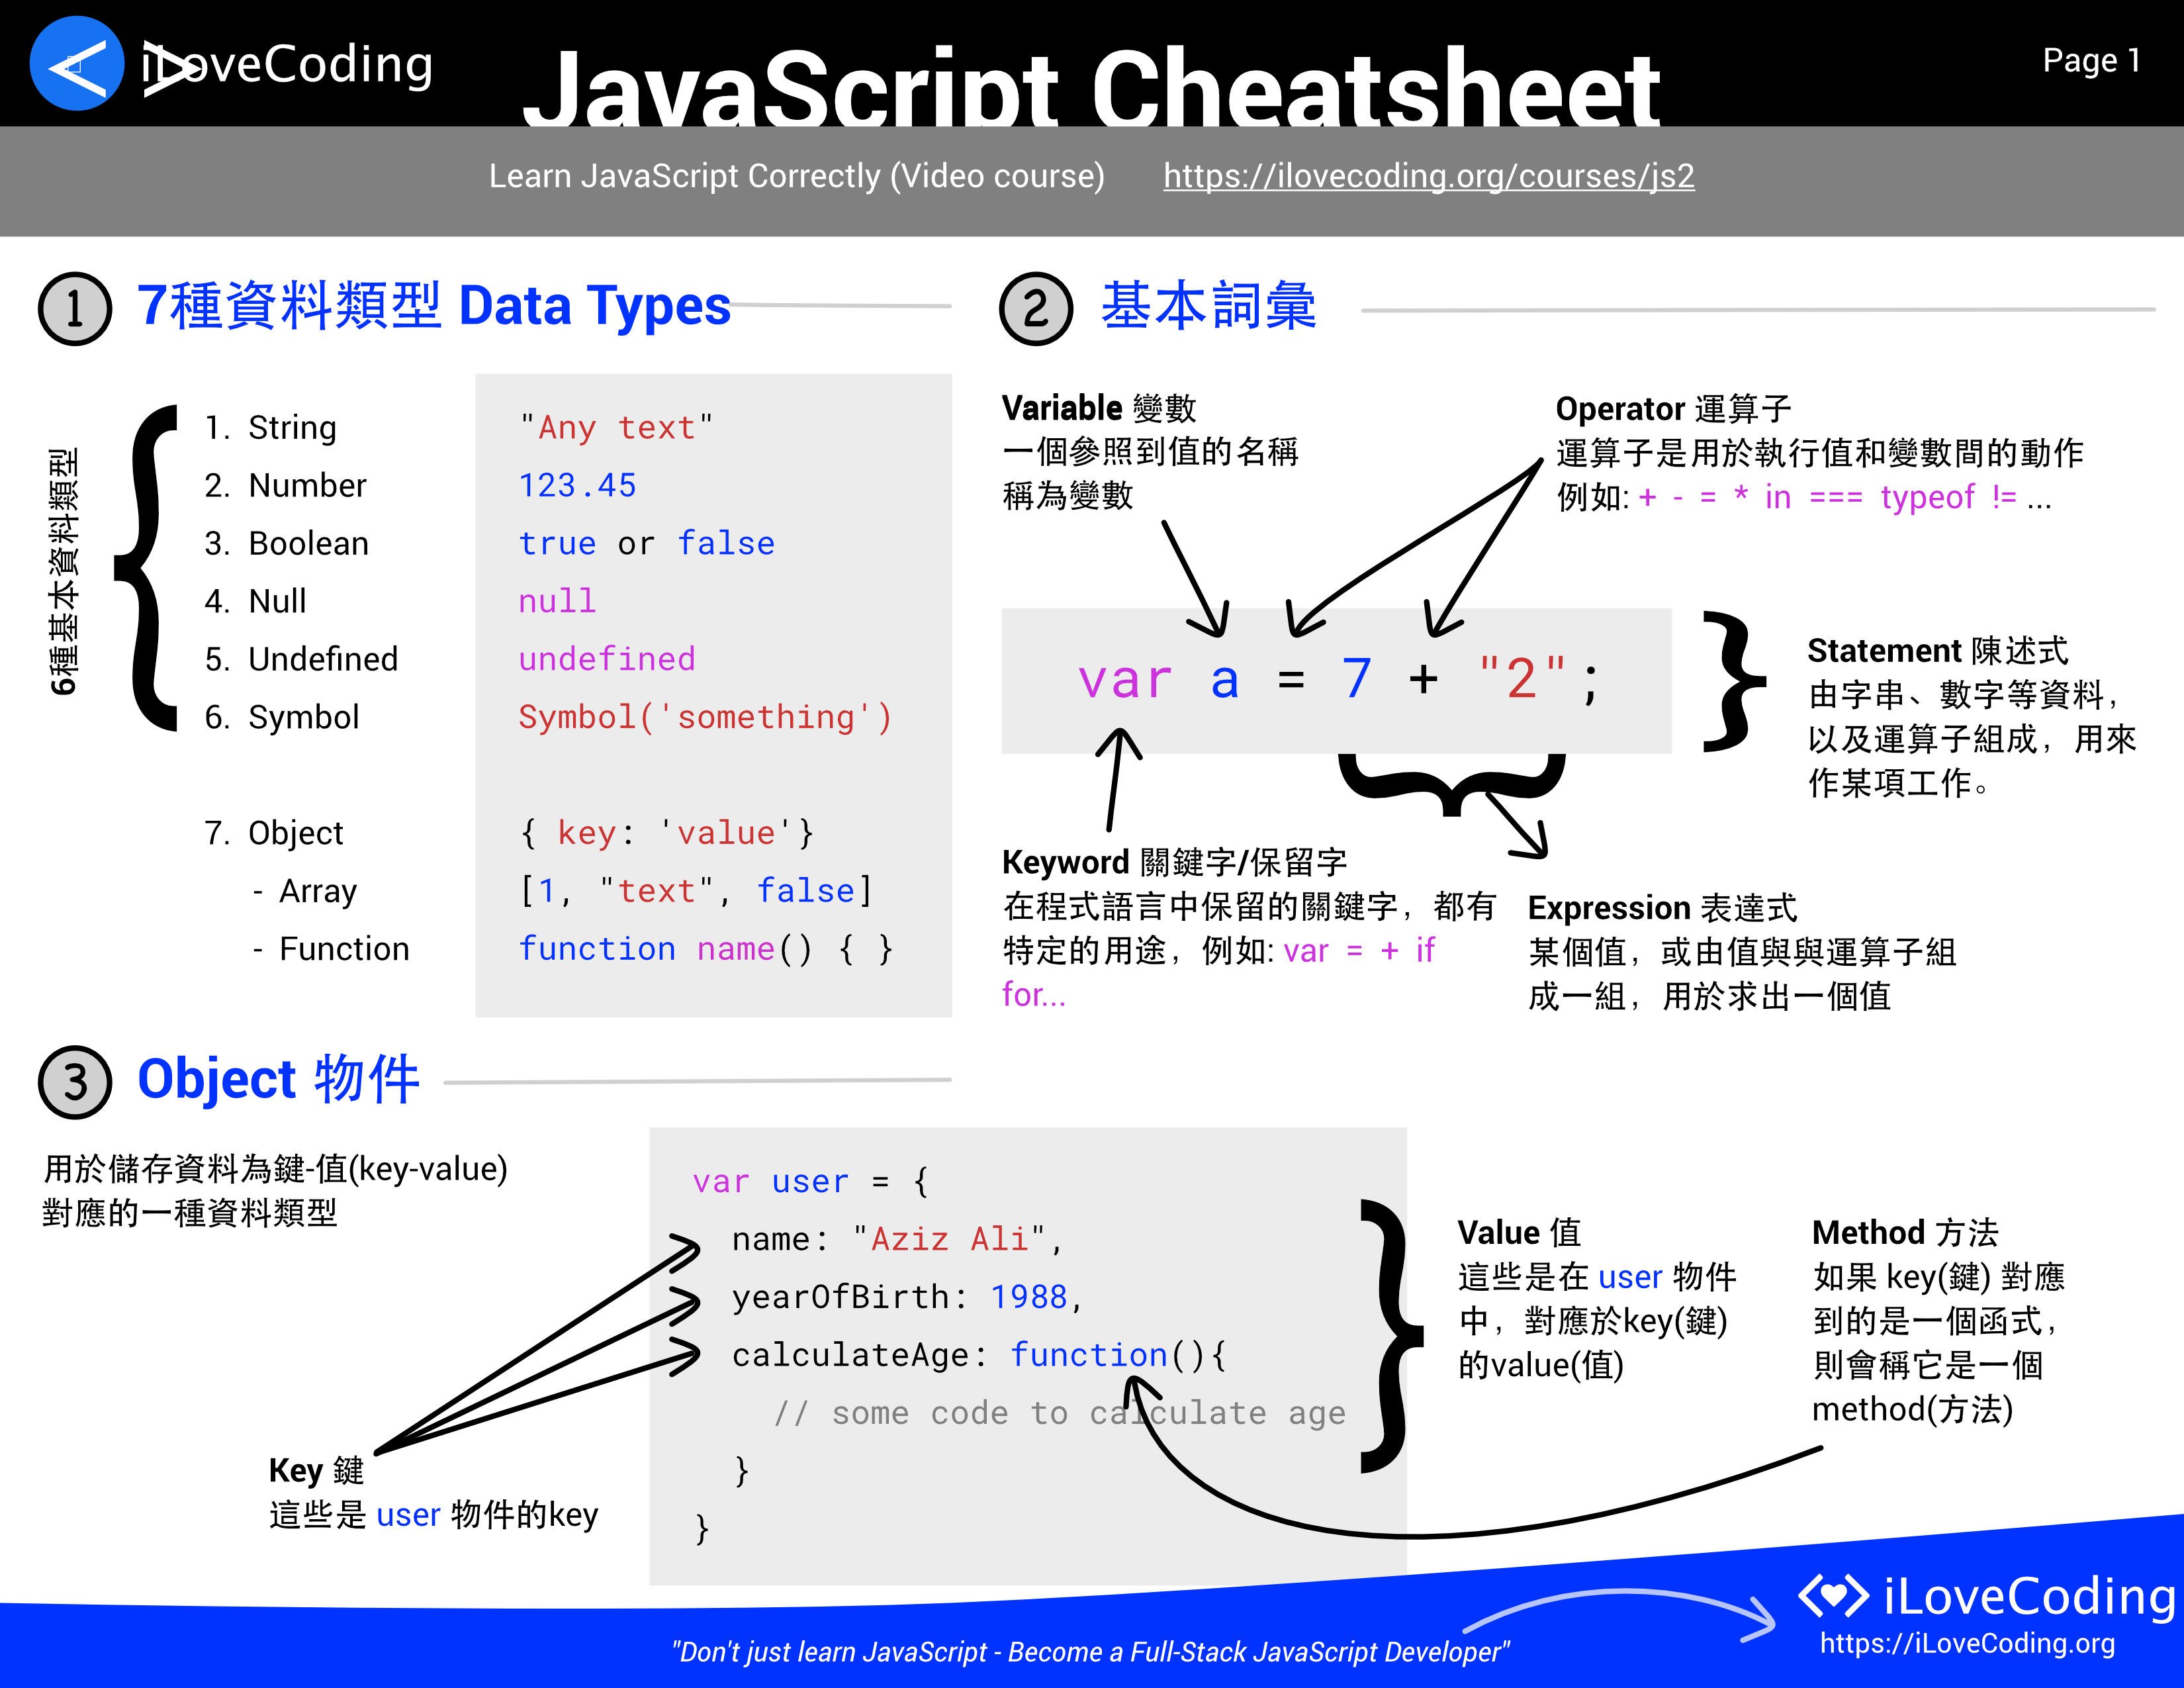 iLoveCoding
JavaScript Cheatsheet
Page 1
Learn JavaScript Correctly (Video course) https://ilovecoding.org/courses/js2
1 7種資料類型 Data Types
6種基本資料類型
1. String "Any text"
2. Number 123.45
3. Boolean true or false
4. Null null
5. Undefined undefined
6. Symbol Symbol('something')
7. Object { key: 'value'}
- Array [1, "text", false]
- Function function name() { }
2 基本詞彙
Variable 變數
一個參照到值的名稱
稱為變數
Operator 運算子
運算子是用於執行值和變數間的動作
例如: + - = * in === typeof != ...
var a = 7 + "2";
Statement 陳述式
由字串、數字等資料，
以及運算子組成，用來
作某項工作。
Keyword 關鍵字/保留字
在程式語言中保留的關鍵字，都有
特定的用途，例如: var = + if
for...
Expression 表達式
某個值，或由值與與運算子組
成一組，用於求出一個值
3 Object 物件
用於儲存資料為鍵-值(key-value)
對應的一種資料類型
var user = {
name: "Aziz Ali",
yearOfBirth: 1988,
calculateAge: function(){
// some code to calculate age
}
}
Key 鍵
這些是 user 物件的key
Value 值
這些是在 user 物件
中，對應於key(鍵)
的value(值)
Method 方法
如果 key(鍵) 對應
到的是一個函式，
則會稱它是一個
method(方法)
"Don't just learn JavaScript - Become a Full-Stack JavaScript Developer"
iLoveCoding
https://iLoveCoding.org